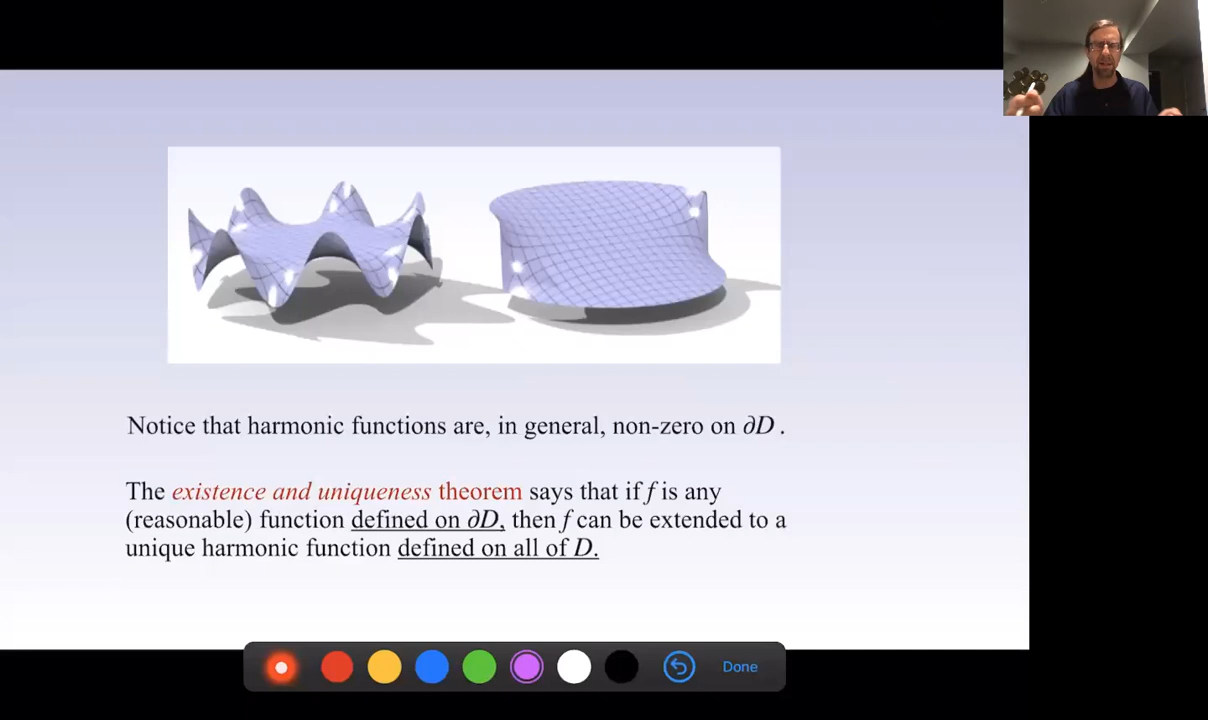 Notice that harmonic functions are, in general, non-zero on ∂D .
The existence and uniqueness theorem says that if f is any
(reasonable) function defined on ∂D, then f can be extended to a
unique harmonic function defined on all of D.
Done